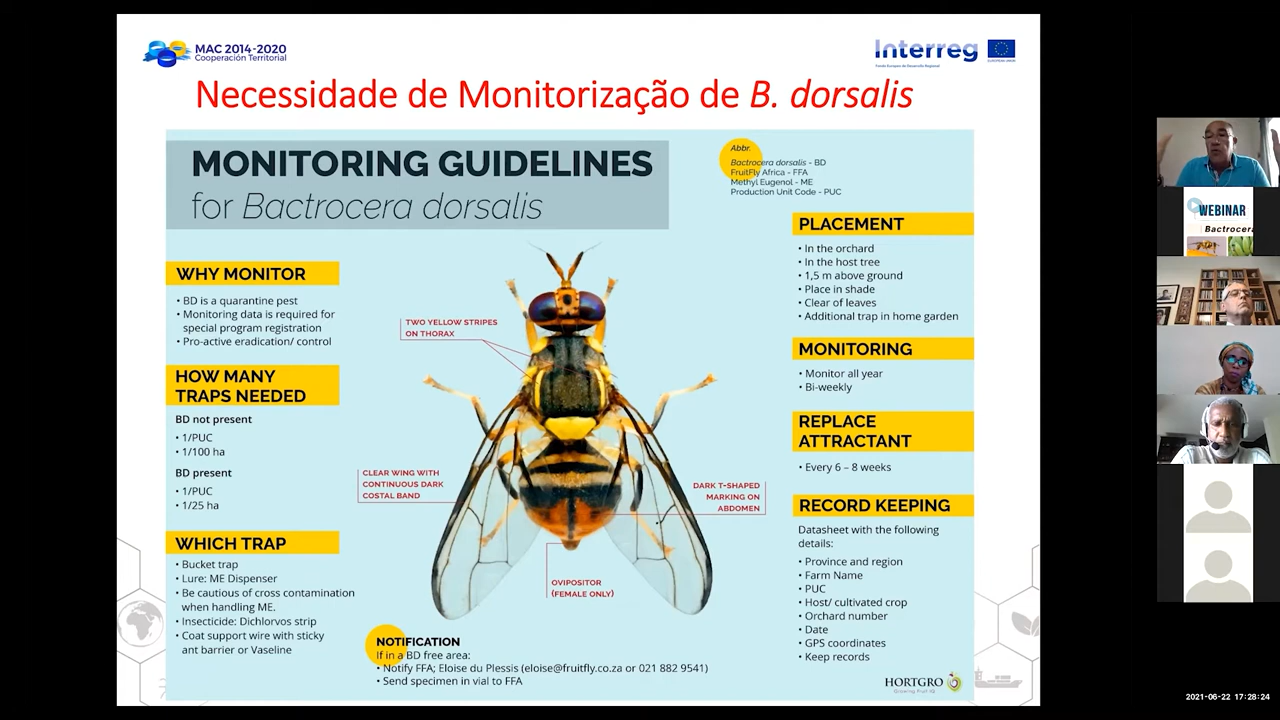 MAC 2014-2020
Cooperación Territorial
Interreg
Necessidade de Monitorização de B. dorsalis
MONITORING GUIDELINES
for Bactrocera dorsalis
Abbr.
Bactrocera dorsalis - BD
FruitFly Africa - FFA
Methyl Eugenol - ME
Production Unit Code - PUC
WHY MONITOR
• BD is a quarantine pest
• Monitoring data is required for
special program registration
• Pro-active eradication/ control
HOW MANY
TRAPS NEEDED
BD not present
• 1/PUC
• 1/100 ha
BD present
• 1/PUC
• 1/25 ha
WHICH TRAP
• Bucket trap
• Lure: ME Dispenser
• Be cautious of cross contamination
when handling ME.
• Insecticide: Dichlorvos strip
• Coat support wire with sticky
ant barrier or Vaseline
TWO YELLOW STRIPES
ON THORAX
CLEAR WING WITH
CONTINUOUS DARK
COSTAL BAND
DARK T-SHAPED
MARKING ON
ABDOMEN
OVIPOSITOR
(FEMALE ONLY)
NOTIFICATION
If in a BD free area:
• Notify FFA; Eloise du Plessis (eloise@fruitfly.co.za or 021 882 9541)
• Send specimen in vial to FFA
PLACEMENT
• In the orchard
• In the host tree
• 1,5 m above ground
• Place in shade
• Clear of leaves
• Additional trap in home garden
MONITORING
• Monitor all year
• Bi-weekly
REPLACE
ATTRACTANT
• Every 6 – 8 weeks
RECORD KEEPING
Datasheet with the following
details:
• Province and region
• Farm Name
• PUC
• Host/ cultivated crop
• Orchard number
• Date
• GPS coordinates
• Keep records
HORTGRO
WEBINAR
Bactrocera
2021-06-22 17:28:24